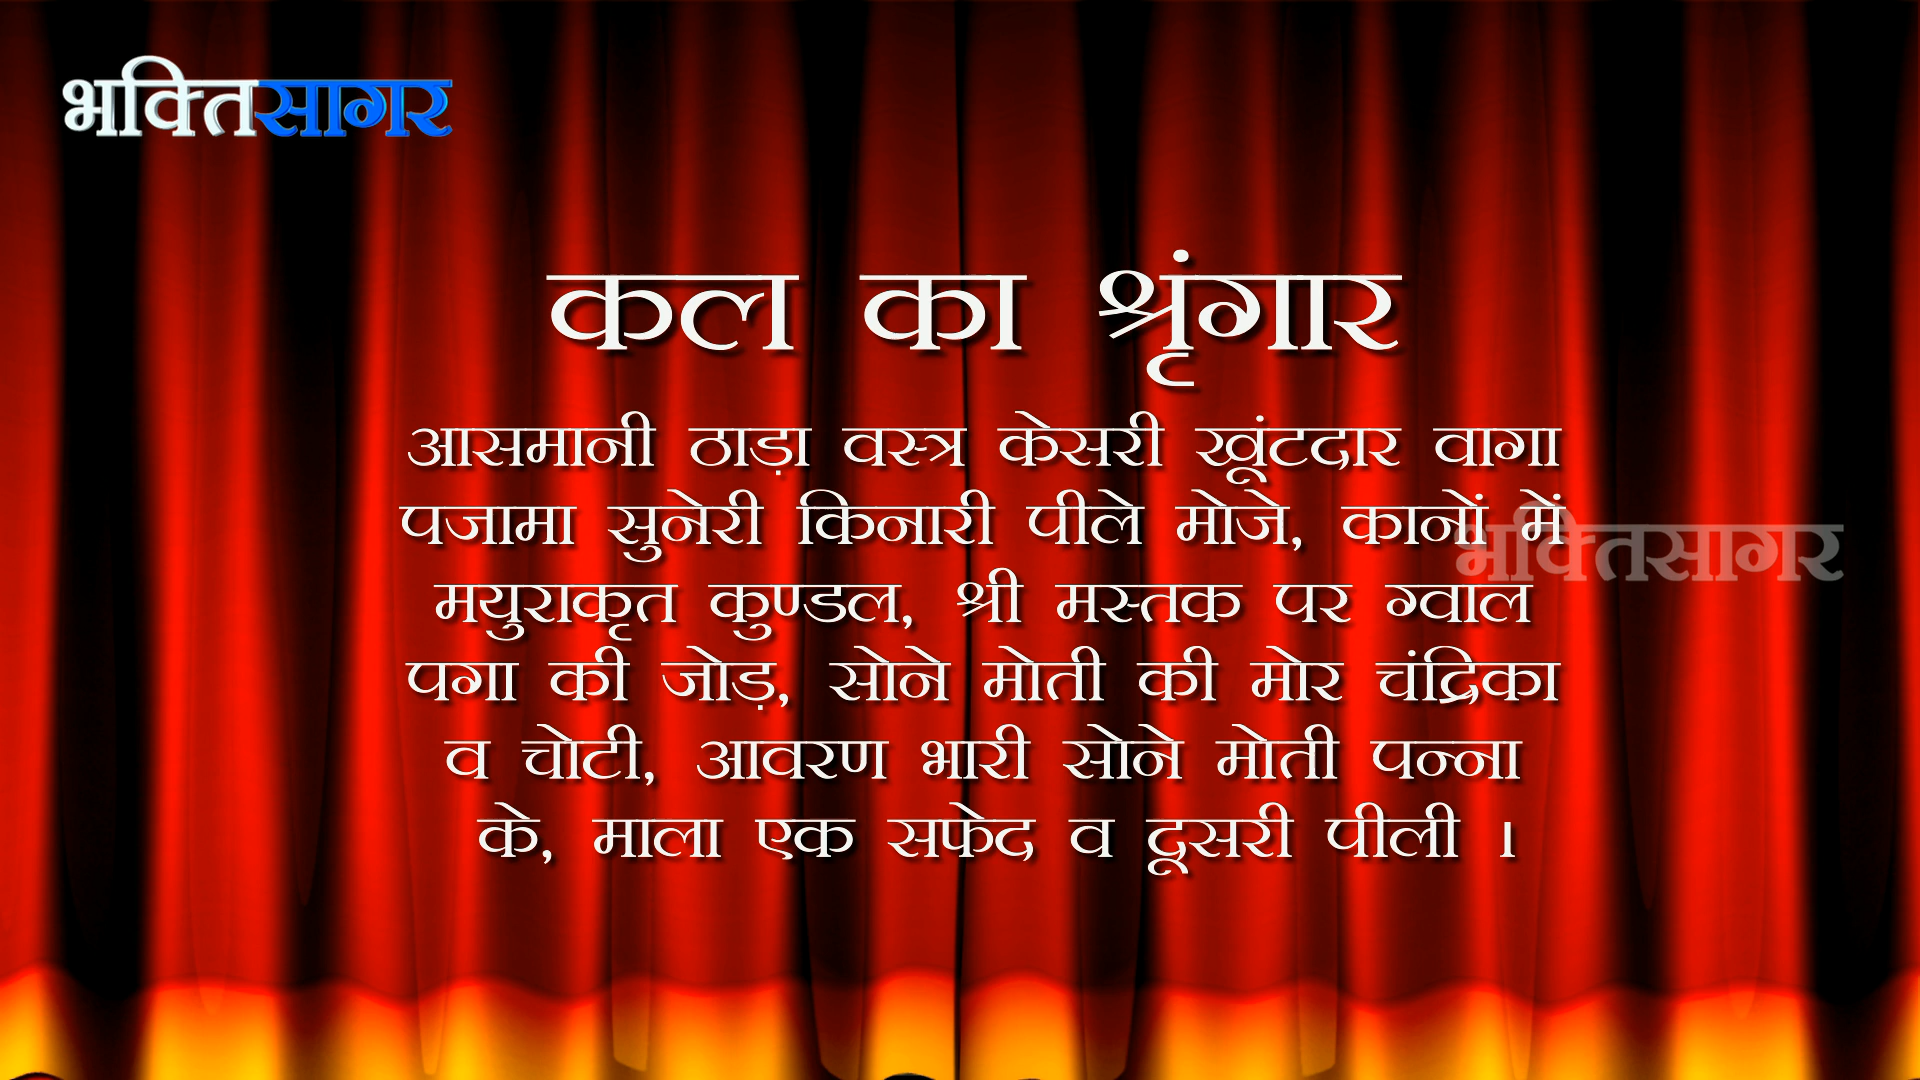 भक्तिसागर
कल का श्रृंगार
आसमानी ठाड़ा वस्त्र केसरी खूंटदार वागा
पजामा सुनेरी किनारी पीले मोजे, कानों में
भक्तिसागर
मयुराकृत कुण्डल, श्री मस्तक पर ग्वाल
पगा की जोड़, सोने मोती की मोर चंद्रिका
व चोटी, आवरण भारी सोने मोती पन्ना
के, माला एक सफेद व दूसरी पीली ।